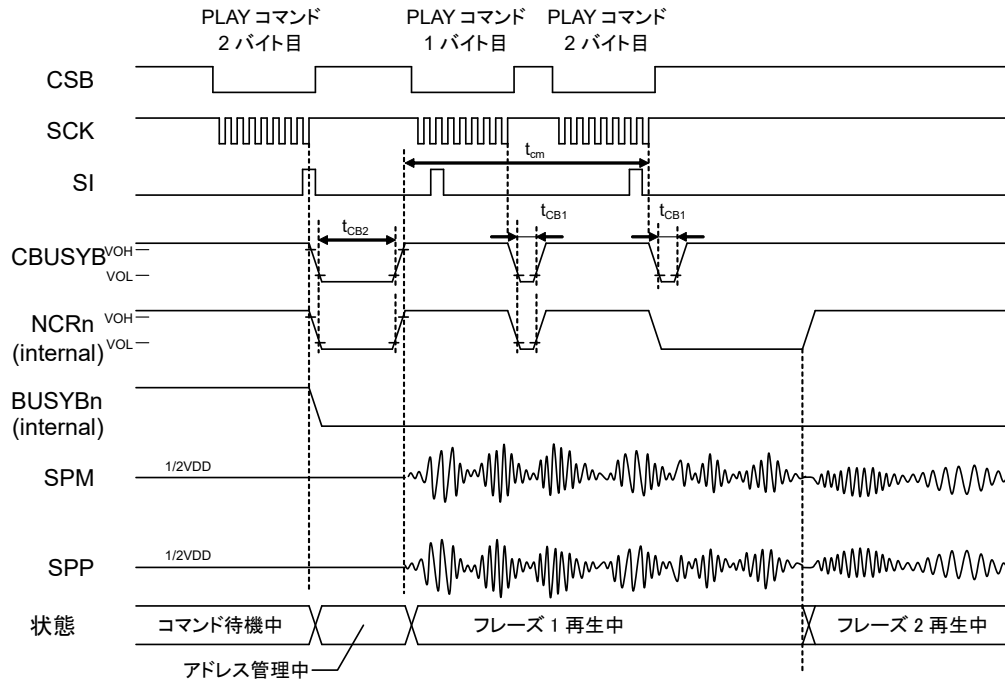 PLAY コマンド
2 バイト目
PLAY コマンド
1 バイト目
PLAY コマンド
2 バイト目
CSB
SCK
tcm
SI
tCB2
tCB1
tCB1
CBUSYB
VOH
VOL
NCRn
(internal)
VOH
VOL
BUSYBn
(internal)
1/2VDD
SPM
1/2VDD
SPP
状態
コマンド待機中
フレーズ 1 再生中
フレーズ 2 再生中
アドレス管理中